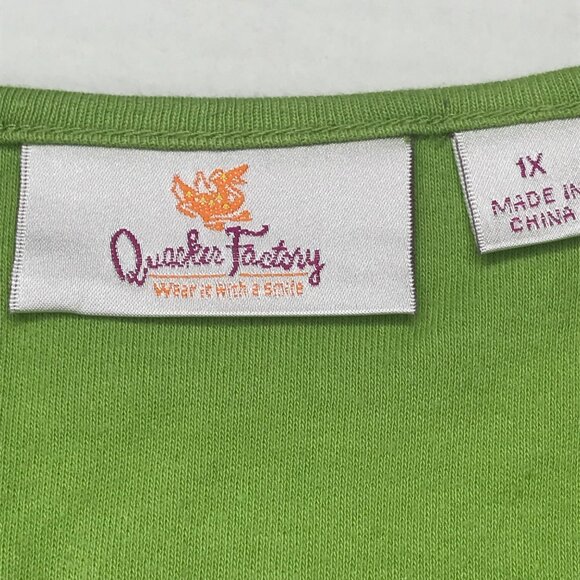 Quacker Factory
Wear it with a smile
1X
MADE IN
CHINA